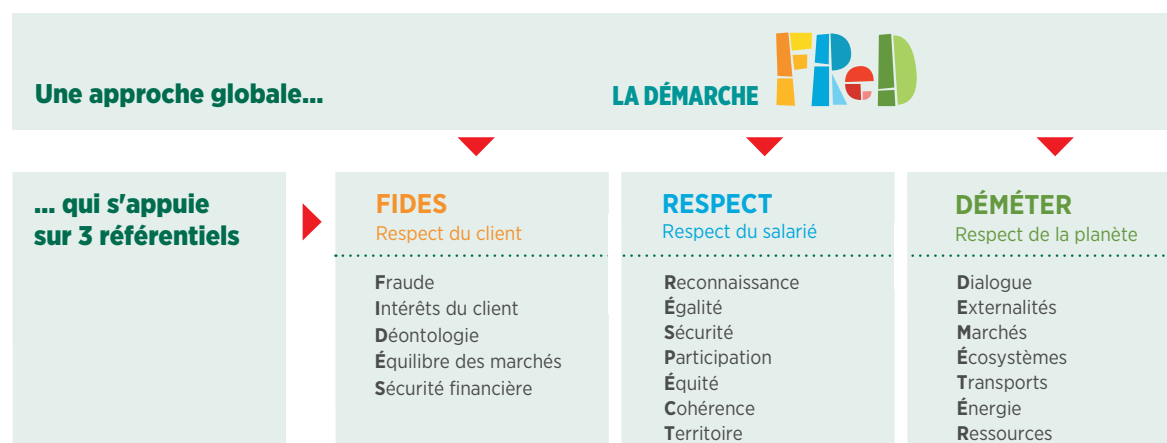 Une approche globale...
LA DÉMARCHE FReD
... qui s'appuie
sur 3 référentiels
FIDES
Respect du client
Fraude
Intérêts du client
Déontologie
Équilibre des marchés
Sécurité financière
RESPECT
Respect du salarié
Reconnaissance
Égalité
Sécurité
Participation
Équité
Cohérence
Territoire
DÉMÉTER
Respect de la planète
Dialogue
Externalités
Marchés
Écosystèmes
Transports
Énergie
Ressources